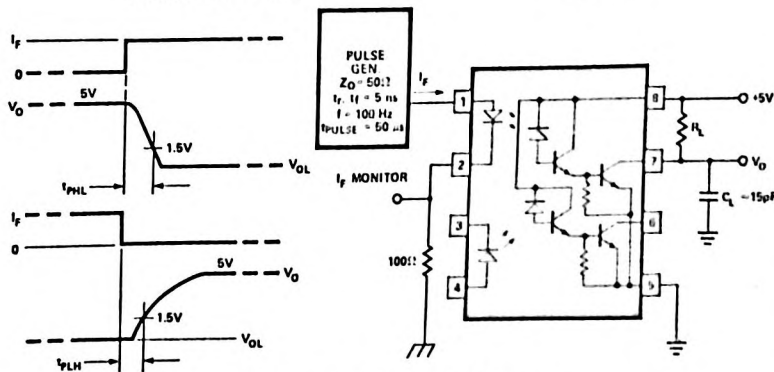 I_F
0
V_O
5V
1.5V
V_OL
t_PHL
I_F
0
5V
V_O
1.5V
V_OL
t_PLH
PULSE
GEN.
Z_O = 50Ω
t_r, t_f = 5 ns
f = 100 Hz
t_PULSE = 50 μs
I_F
1
2
I_F MONITOR
3
4
100Ω
8
7
6
5
+5V
R_L
V_O
C_L = 15pF